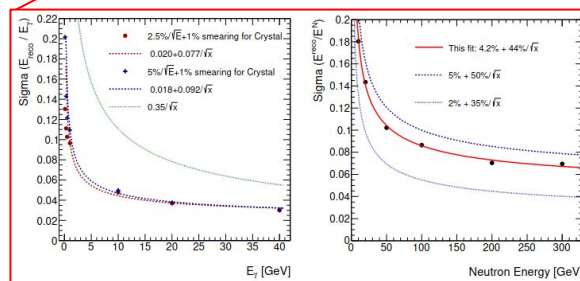 Sigma (E_reco / E_γ)
0.2
0.18
0.16
0.14
0.12
0.1
0.08
0.06
0.04
0.02
0
2.5%/√E+1% smearing for Crystal
0.020+0.077/√x
5%/√E+1% smearing for Crystal
0.018+0.092/√x
0.35/√x
0 5 10 15 20 25 30 35 40
E_γ [GeV]
Sigma (E^reco/E^N)
0.2
0.18
0.16
0.14
0.12
0.1
0.08
0.06
0.04
0.02
0
This fit: 4.2% + 44%/√x
5% + 50%/√x
2% + 35%/√x
0 50 100 150 200 250 300
Neutron Energy [GeV]